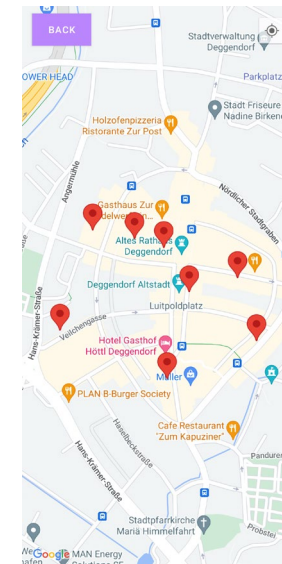 BACK
Stadtverwaltung
Deggendorf
OWER HEAD
Parkplatz
Stadt Friseure
Nadine Birken
Holzofenpizzeria
Ristorante Zur Post
Angermühle
Nördlicher Stadtgraben
Gasthaus Zur
Altes Rathaus
Deggendorf
Deggendorf Altstadt
Luitpoldplatz
Hans-Krämer-Straße
Veilchengasse
Hotel Gasthof
Höttl Deggendorf
Müller
PLAN B-Burger Society
Cafe Restaurant
"Zum Kapuziner"
Haselbeckstraße
Hans-Krämer-Straße
Pandure
Stadtpfarrkirche
Mariä Himmelfahrt
Probstei
Google
MAN Energy